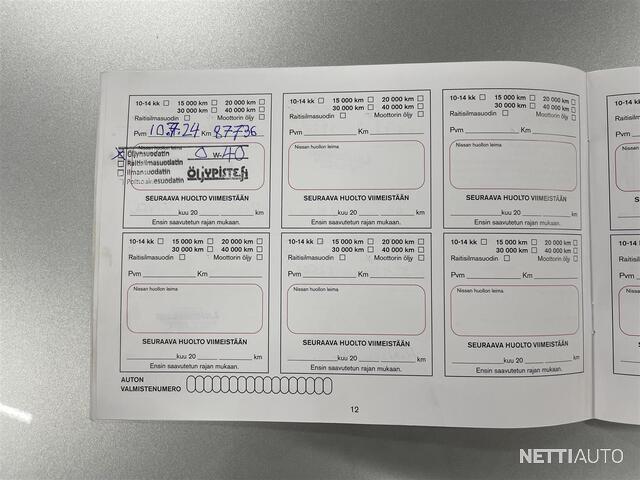 10-14 kk 15 000 km 20 000 km
30 000 km 40 000 km
Raitisilmasuodin Moottorin öljy
Pvm 10.7.24 Km 87736
Nissan huollon leima
X Öljynsuodatin 0 W-40
Raitisilmasuodatin
Ilmansuodatin ÖLJYPISTE.fi
Polttoainesuodatin
SEURAAVA HUOLTO VIIMEISTÄÄN
kuu 20 km
Ensin saavutetun rajan mukaan.
10-14 kk 15 000 km 20 000 km
30 000 km 40 000 km
Raitisilmasuodin Moottorin öljy
Pvm Km
Nissan huollon leima
SEURAAVA HUOLTO VIIMEISTÄÄN
kuu 20 km
Ensin saavutetun rajan mukaan.
10-14 kk 15 000 km 20 000 km
30 000 km 40 000 km
Raitisilmasuodin Moottorin öljy
Pvm Km
Nissan huollon leima
SEURAAVA HUOLTO VIIMEISTÄÄN
kuu 20 km
Ensin saavutetun rajan mukaan.
10-14 kk 15 000 km 20 000 km
30 000 km 40 000 km
Raitisilmasuodin Moottorin öljy
Pvm Km
Nissan huollon leima
SEURAAVA HUOLTO VIIMEISTÄÄN
kuu 20 km
Ensin saavutetun rajan mukaan.
10-14 kk 15 000 km 20 000 km
30 000 km 40 000 km
Raitisilmasuodin Moottorin öljy
Pvm Km
Nissan huollon leima
SEURAAVA HUOLTO VIIMEISTÄÄN
kuu 20 km
Ensin saavutetun rajan mukaan.
10-14 kk 15 000 km 20 000 km
30 000 km 40 000 km
Raitisilmasuodin Moottorin öljy
Pvm Km
Nissan huollon leima
SEURAAVA HUOLTO VIIMEISTÄÄN
kuu 20 km
Ensin saavutetun rajan mukaan.
AUTON
VALMISTENUMERO
12
NETTIAUTO